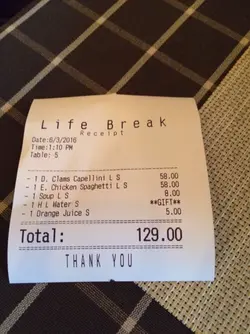 Life Break
Receipt
Date:6/3/2016
Time:1:10 PM
Table: 5
- 1 D. Clams Capellini L S 58.00
- 1 E. Chicken Spaghetti L S 58.00
- 1 Soup L S 8.00
- 1 H L Water S **GIFT**
- 1 Orange Juice S 5.00
Total: 129.00
THANK YOU